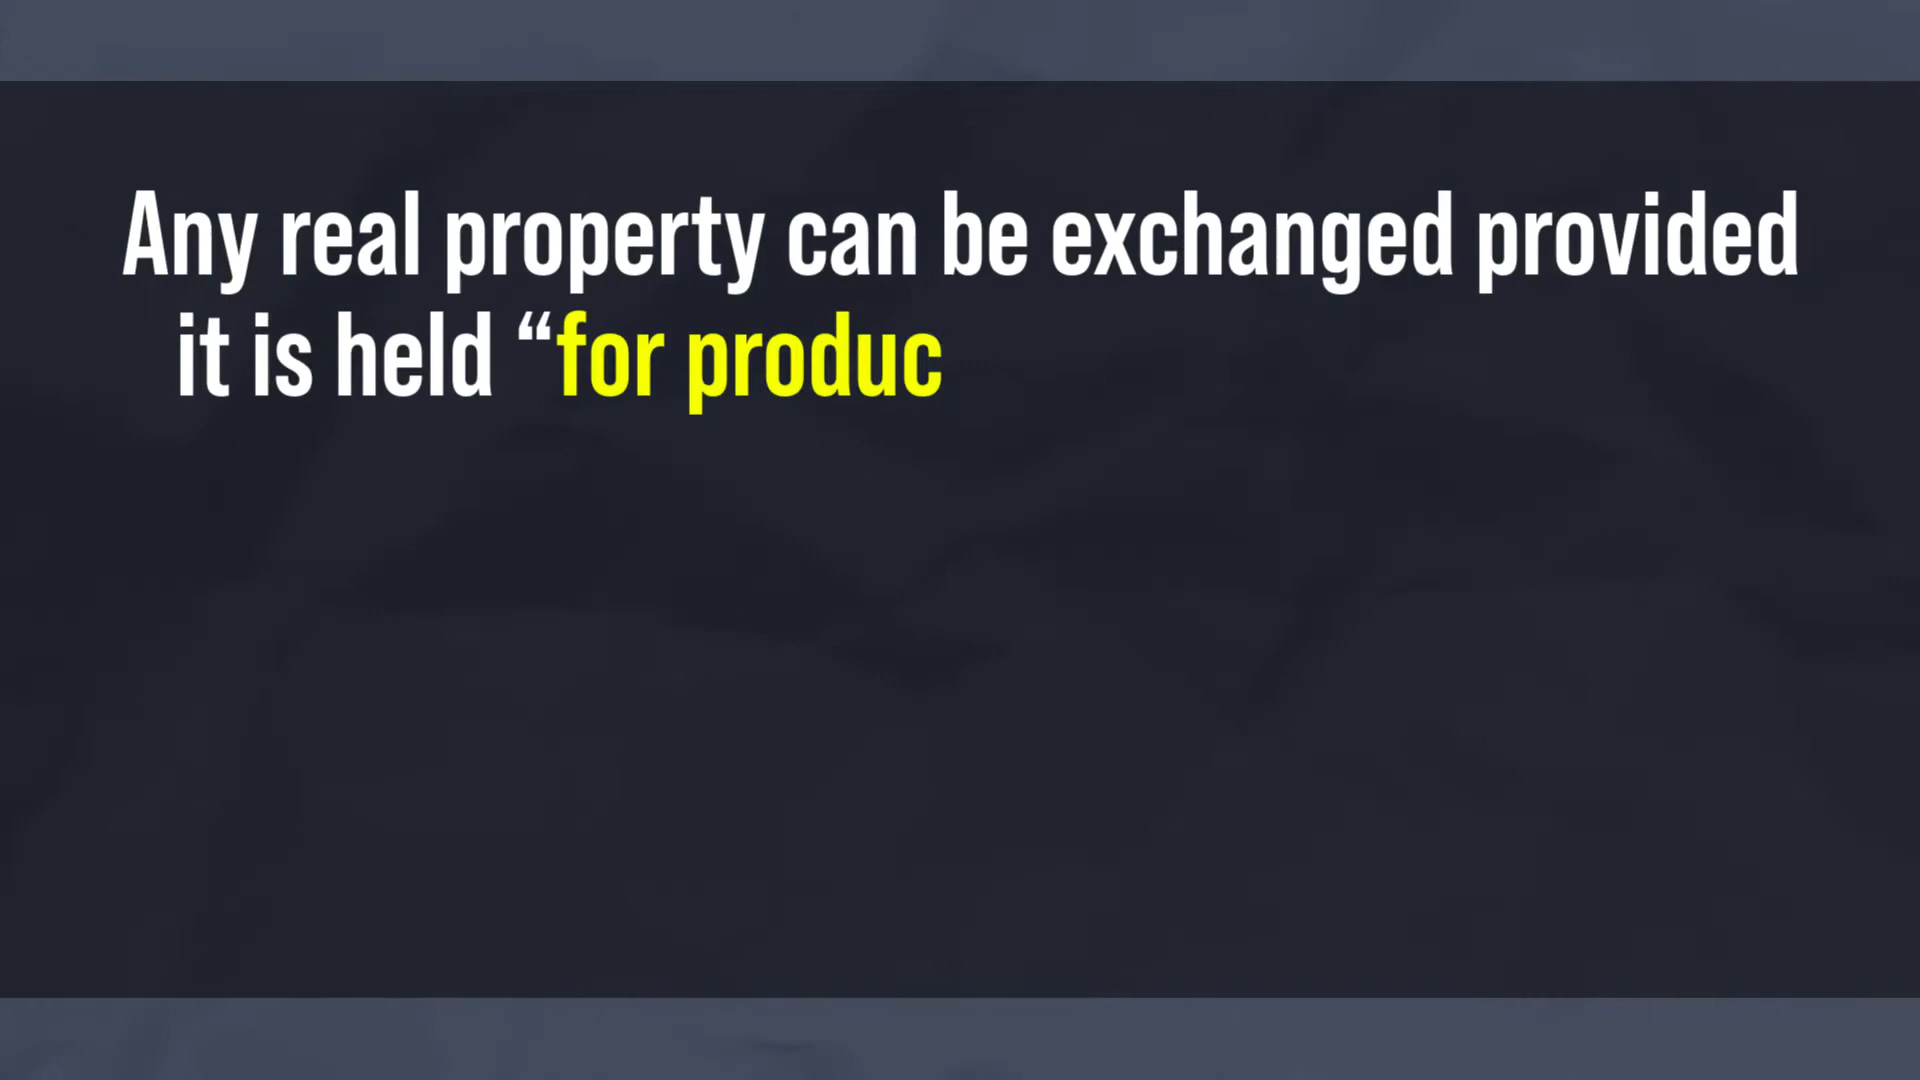 Any real property can be exchanged provided
it is held “for produc